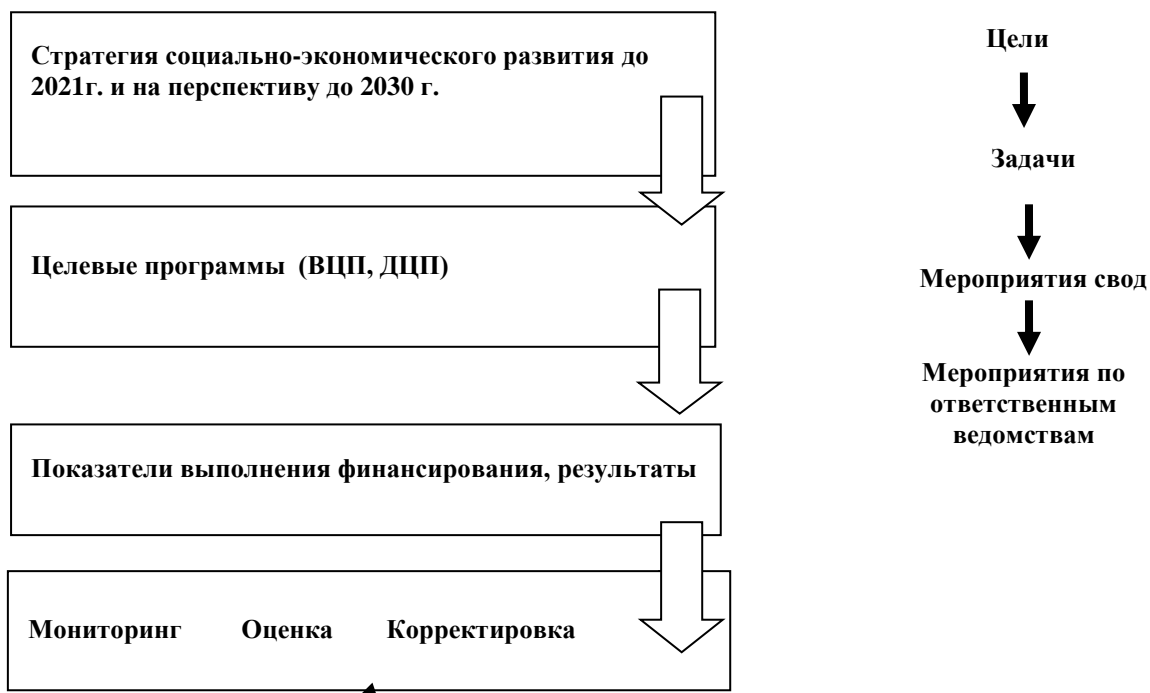 Стратегия социально-экономического развития до
2021г. и на перспективу до 2030 г.
Целевые программы (ВЦП, ДЦП)
Показатели выполнения финансирования, результаты
Мониторинг Оценка Корректировка
Цели
Задачи
Мероприятия свод
Мероприятия по
ответственным
ведомствам